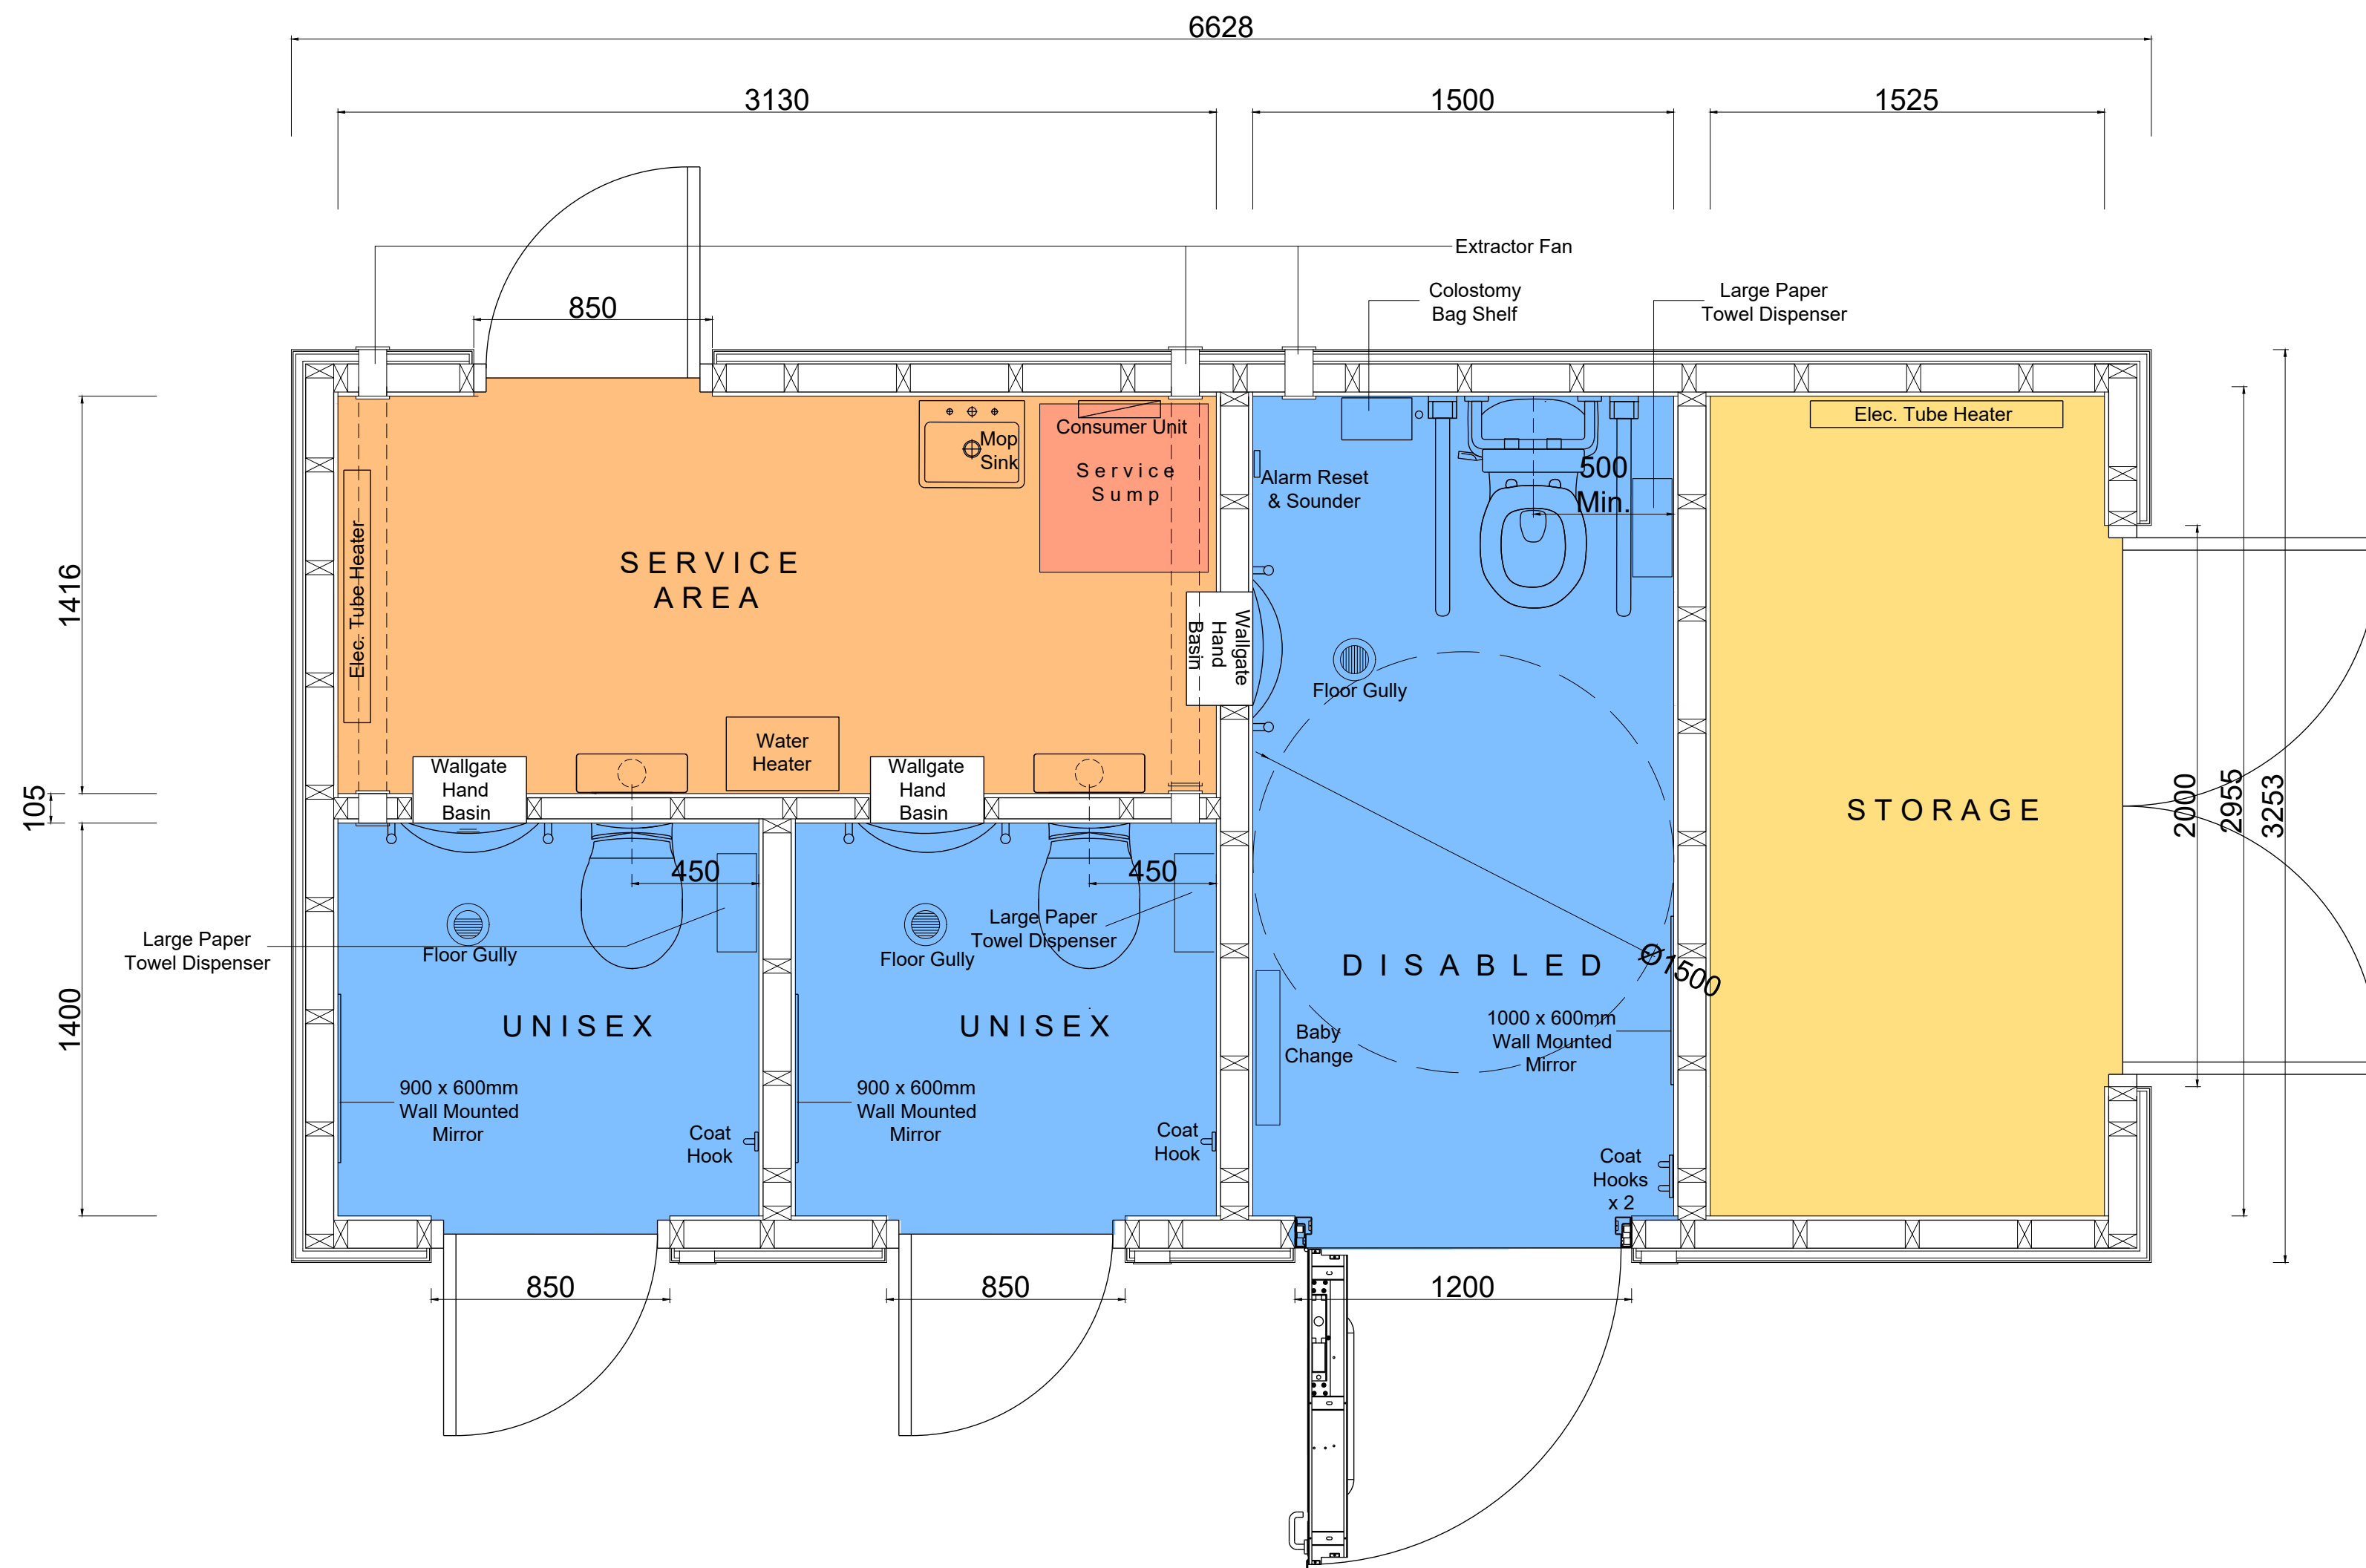 6628
3130
1500
1525
Extractor Fan
Colostomy
Bag Shelf
Large Paper
Towel Dispenser
850
Consumer Unit
Mop
Sink
Service
Sump
Elec. Tube Heater
Alarm Reset
& Sounder
500
Min.
Elec. Tube Heater
SERVICE
AREA
1416
Wallgate
Hand
Basin
Floor Gully
Water
Heater
Wallgate
Hand
Basin
Wallgate
Hand
Basin
105
STORAGE
2000
2955
3253
450
450
Large Paper
Towel Dispenser
Floor Gully
Floor Gully
Large Paper
Towel Dispenser
DISABLED
Ø1500
1400
UNISEX
UNISEX
Baby
Change
1000 x 600mm
Wall Mounted
Mirror
900 x 600mm
Wall Mounted
Mirror
900 x 600mm
Wall Mounted
Mirror
Coat
Hook
Coat
Hook
Coat
Hooks
x 2
850
850
1200